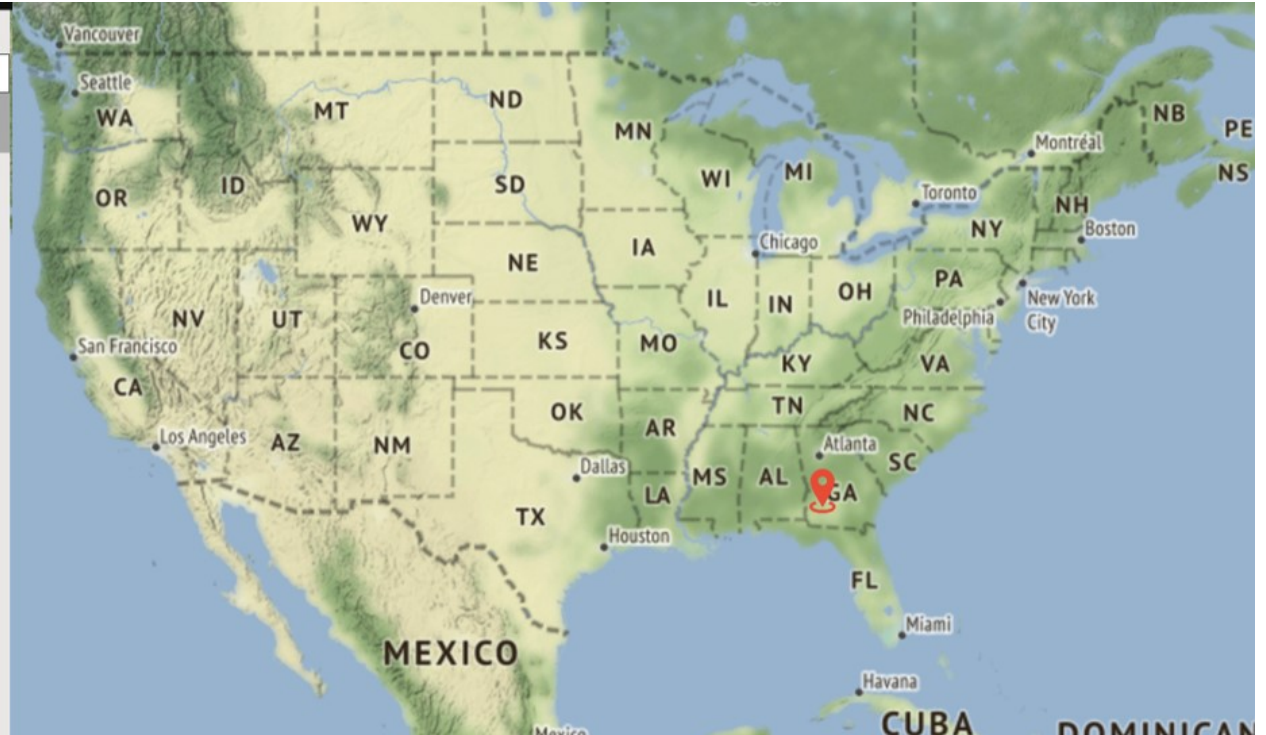 Vancouver
Seattle
WA
MT
ND
MN
NB
PE
Montréal
NS
OR
ID
SD
WI
MI
Toronto
NH
WY
NY
Boston
IA
Chicago
NE
PA
OH
IL
IN
Denver
New York
City
NV
UT
Philadelphia
San Francisco
KS
MO
CO
KY
VA
CA
TN
OK
NC
AR
Los Angeles
AZ
NM
Atlanta
SC
Dallas
MS
AL
GA
LA
TX
Houston
FL
Miami
MEXICO
Havana
CUBA
DOMINICAN
Mexico